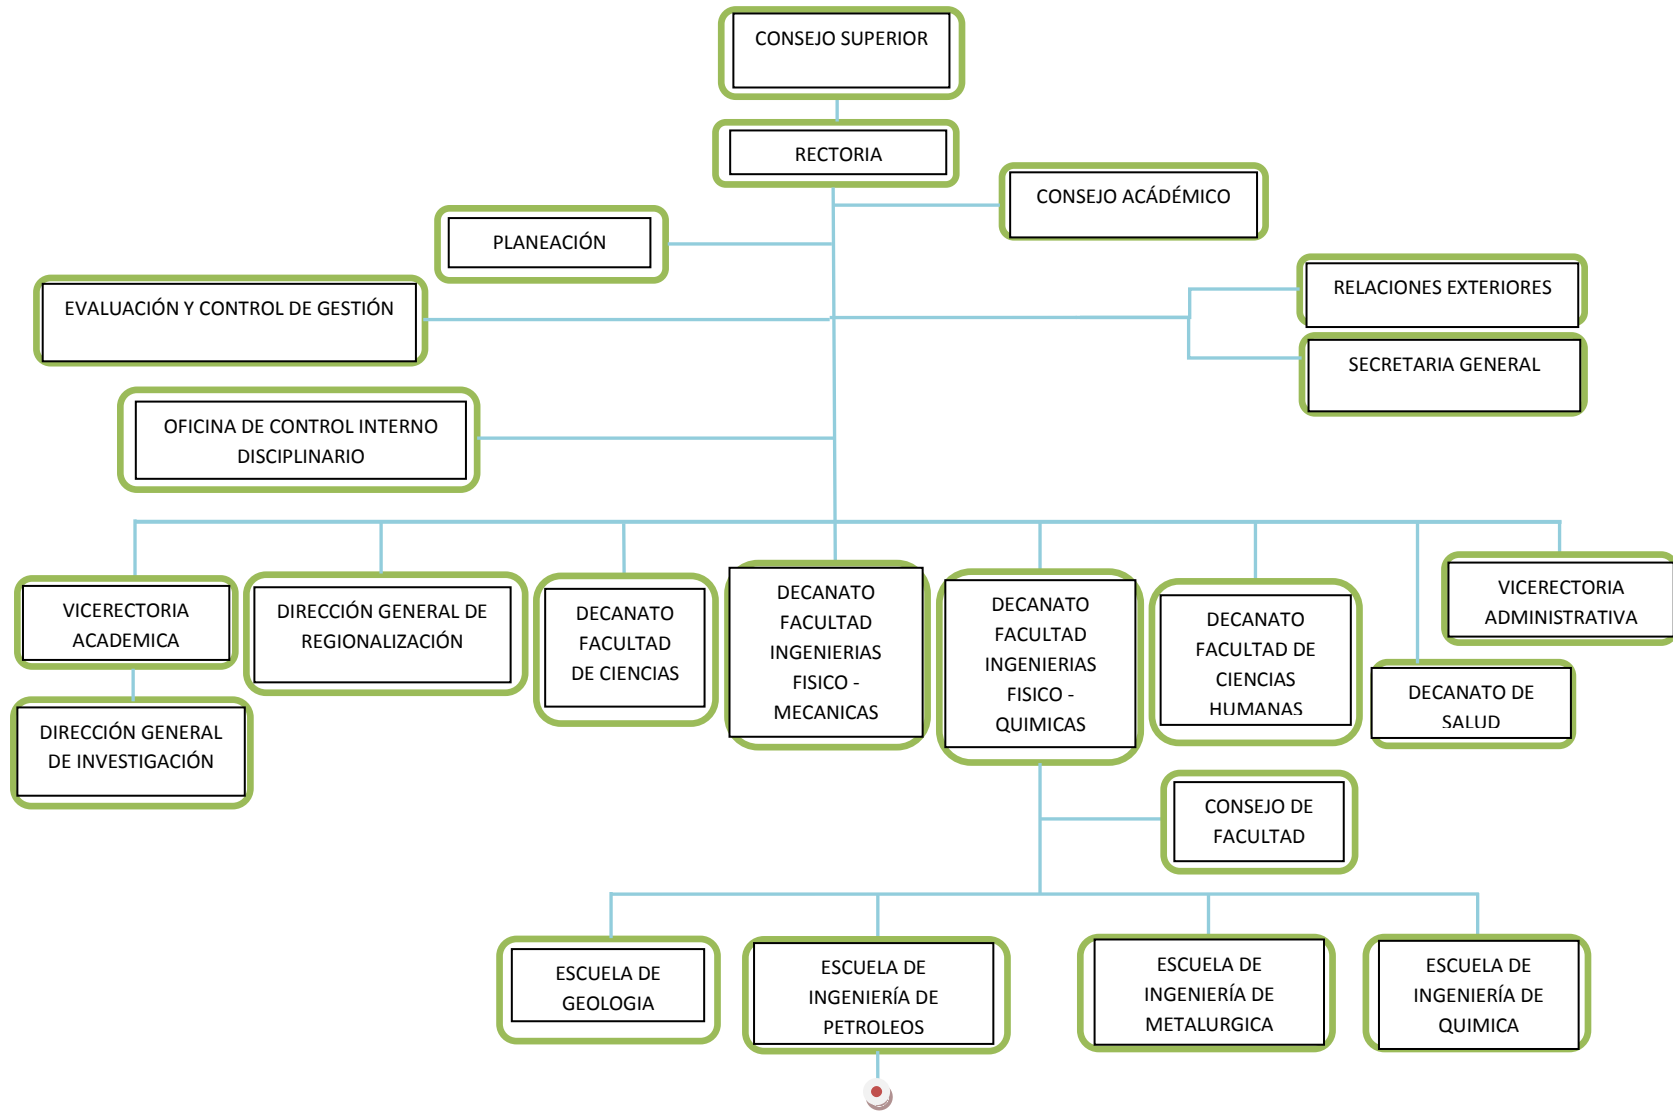 CONSEJO SUPERIOR
RECTORIA
CONSEJO ACÁDÉMICO
PLANEACIÓN
RELACIONES EXTERIORES
EVALUACIÓN Y CONTROL DE GESTIÓN
SECRETARIA GENERAL
OFICINA DE CONTROL INTERNO
DISCIPLINARIO
VICERECTORIA
ACADEMICA
DIRECCIÓN GENERAL DE
REGIONALIZACIÓN
DECANATO
FACULTAD
DE CIENCIAS
DECANATO
FACULTAD
INGENIERIAS
FISICO -
MECANICAS
DECANATO
FACULTAD
INGENIERIAS
FISICO -
QUIMICAS
DECANATO
FACULTAD DE
CIENCIAS
HUMANAS
VICERECTORIA
ADMINISTRATIVA
DECANATO DE
SALUD
DIRECCIÓN GENERAL
DE INVESTIGACIÓN
CONSEJO DE
FACULTAD
ESCUELA DE
GEOLOGIA
ESCUELA DE
INGENIERÍA DE
PETROLEOS
ESCUELA DE
INGENIERÍA DE
METALURGICA
ESCUELA DE
INGENIERÍA DE
QUIMICA